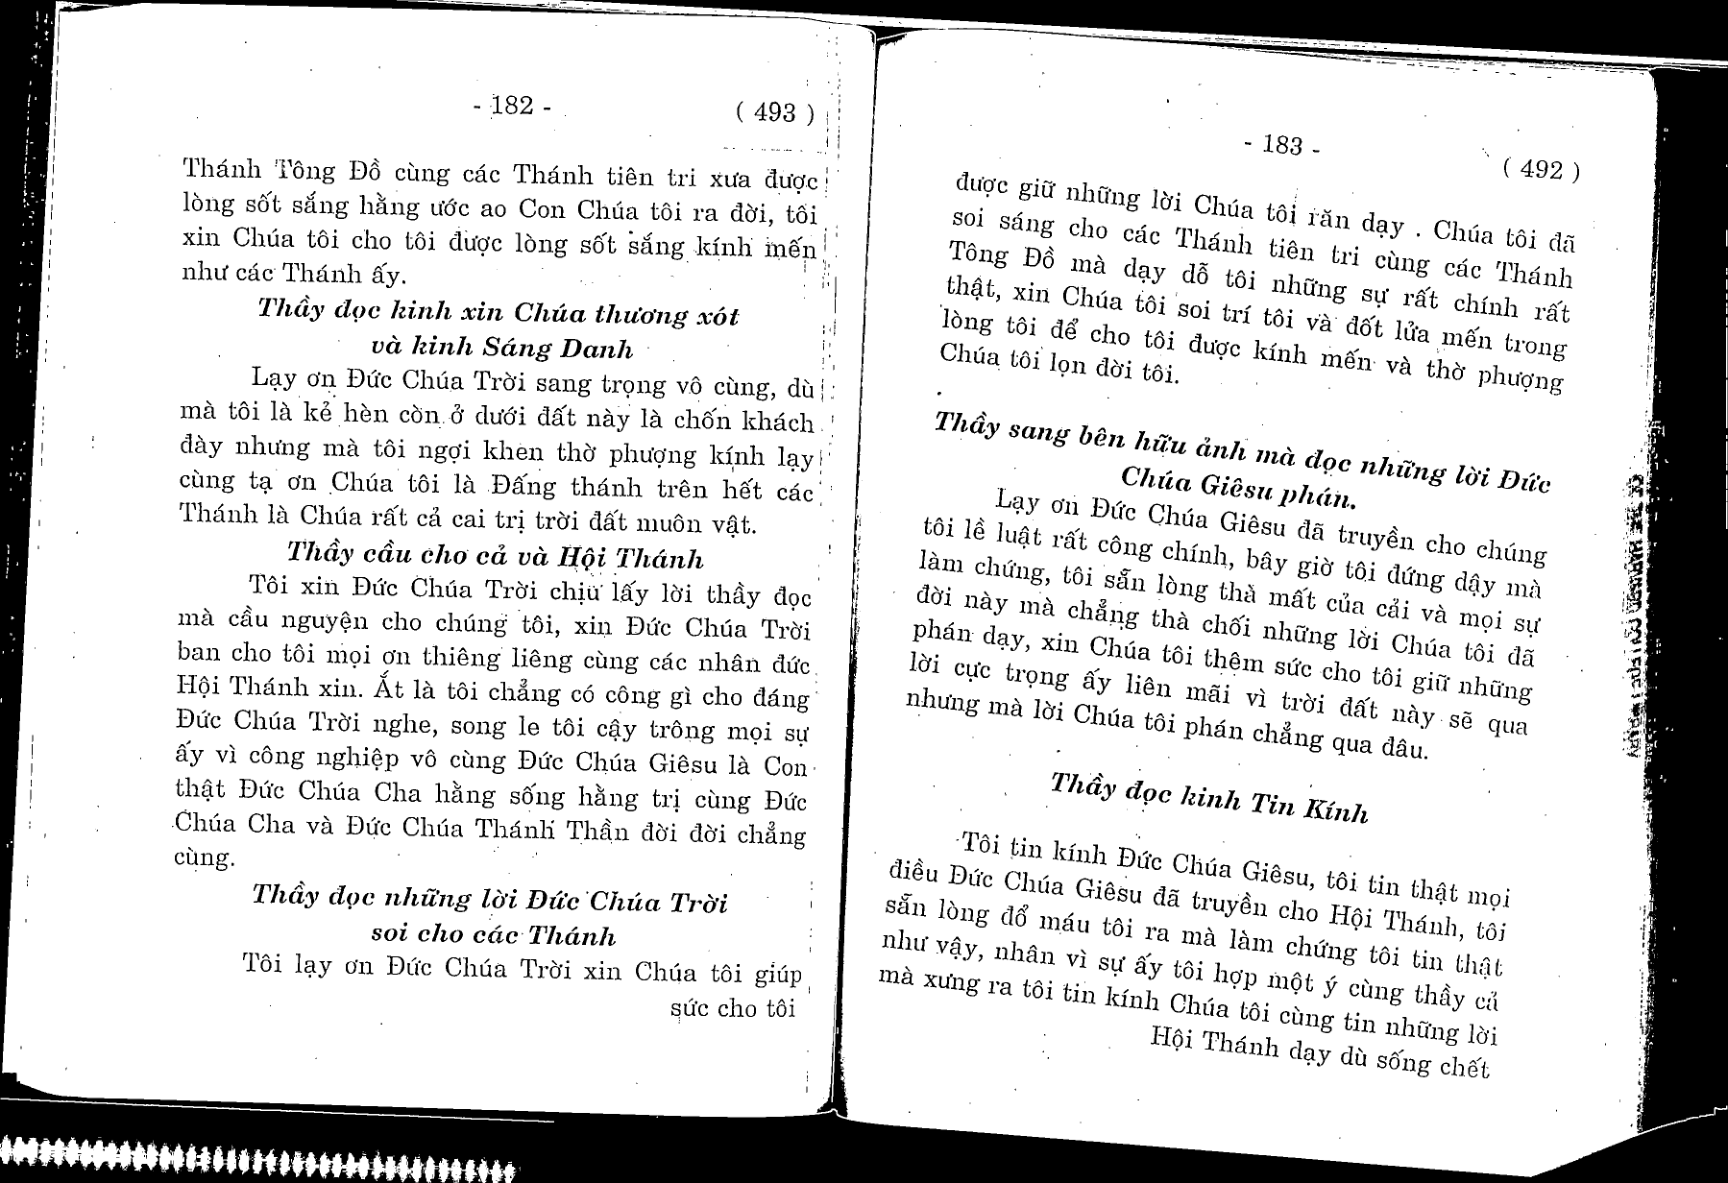 - 182 -
( 493 )
Thánh Tông Đồ cùng các Thánh tiên tri xưa được
lòng sốt sắng hằng ước ao Con Chúa tôi ra đời, tôi
xin Chúa tôi cho tôi được lòng sốt sắng kính mến
như các Thánh ấy.
Thầy đọc kinh xin Chúa thương xót
và kinh Sáng Danh
Lạy ơn Đức Chúa Trời sang trọng vô cùng, dù
mà tôi là kẻ hèn còn ở dưới đất này là chốn khách
đày nhưng mà tôi ngợi khen thờ phượng kính lạy
cùng tạ ơn Chúa tôi là Đấng thánh trên hết các
Thánh là Chúa rất cả cai trị trời đất muôn vật.
Thầy cầu cho cả và Hội Thánh
Tôi xin Đức Chúa Trời chịu lấy lời thầy đọc
mà cầu nguyện cho chúng tôi, xin Đức Chúa Trời
ban cho tôi mọi ơn thiêng liêng cùng các nhân đức
Hội Thánh xin. Ắt là tôi chẳng có công gì cho đáng
Đức Chúa Trời nghe, song le tôi cậy trông mọi sự
ấy vì công nghiệp vô cùng Đức Chúa Giêsu là Con
thật Đức Chúa Cha hằng sống hằng trị cùng Đức
Chúa Cha và Đức Chúa Thánh Thần đời đời chẳng
cùng.
Thầy đọc những lời Đức Chúa Trời
soi cho các Thánh
Tôi lạy ơn Đức Chúa Trời xin Chúa tôi giúp
sức cho tôi
- 183 -
( 492 )
được giữ những lời Chúa tôi răn dạy . Chúa tôi đã
soi sáng cho các Thánh tiên tri cùng các Thánh
Tông Đồ mà dạy dỗ tôi những sự rất chính rất
thật, xin Chúa tôi soi trí tôi và đốt lửa mến trong
lòng tôi để cho tôi được kính mến và thờ phượng
Chúa tôi lọn đời tôi.
Thầy sang bên hữu ảnh mà đọc những lời Đức
Chúa Giêsu phán.
Lạy ơn Đức Chúa Giêsu đã truyền cho chúng
tôi lề luật rất công chính, bây giờ tôi đứng dậy mà
làm chứng, tôi sẵn lòng thà mất của cải và mọi sự
đời này mà chẳng thà chối những lời Chúa tôi đã
phán dạy, xin Chúa tôi thêm sức cho tôi giữ những
lời cực trọng ấy liên mãi vì trời đất này sẽ qua
nhưng mà lời Chúa tôi phán chẳng qua đâu.
Thầy đọc kinh Tin Kính
Tôi tin kính Đức Chúa Giêsu, tôi tin thật mọi
điều Đức Chúa Giêsu đã truyền cho Hội Thánh, tôi
sẵn lòng đổ máu tôi ra mà làm chứng tôi tin thật
như vậy, nhân vì sự ấy tôi hợp một ý cùng thầy cả
mà xưng ra tôi tin kính Chúa tôi cùng tin những lời
Hội Thánh dạy dù sống chết